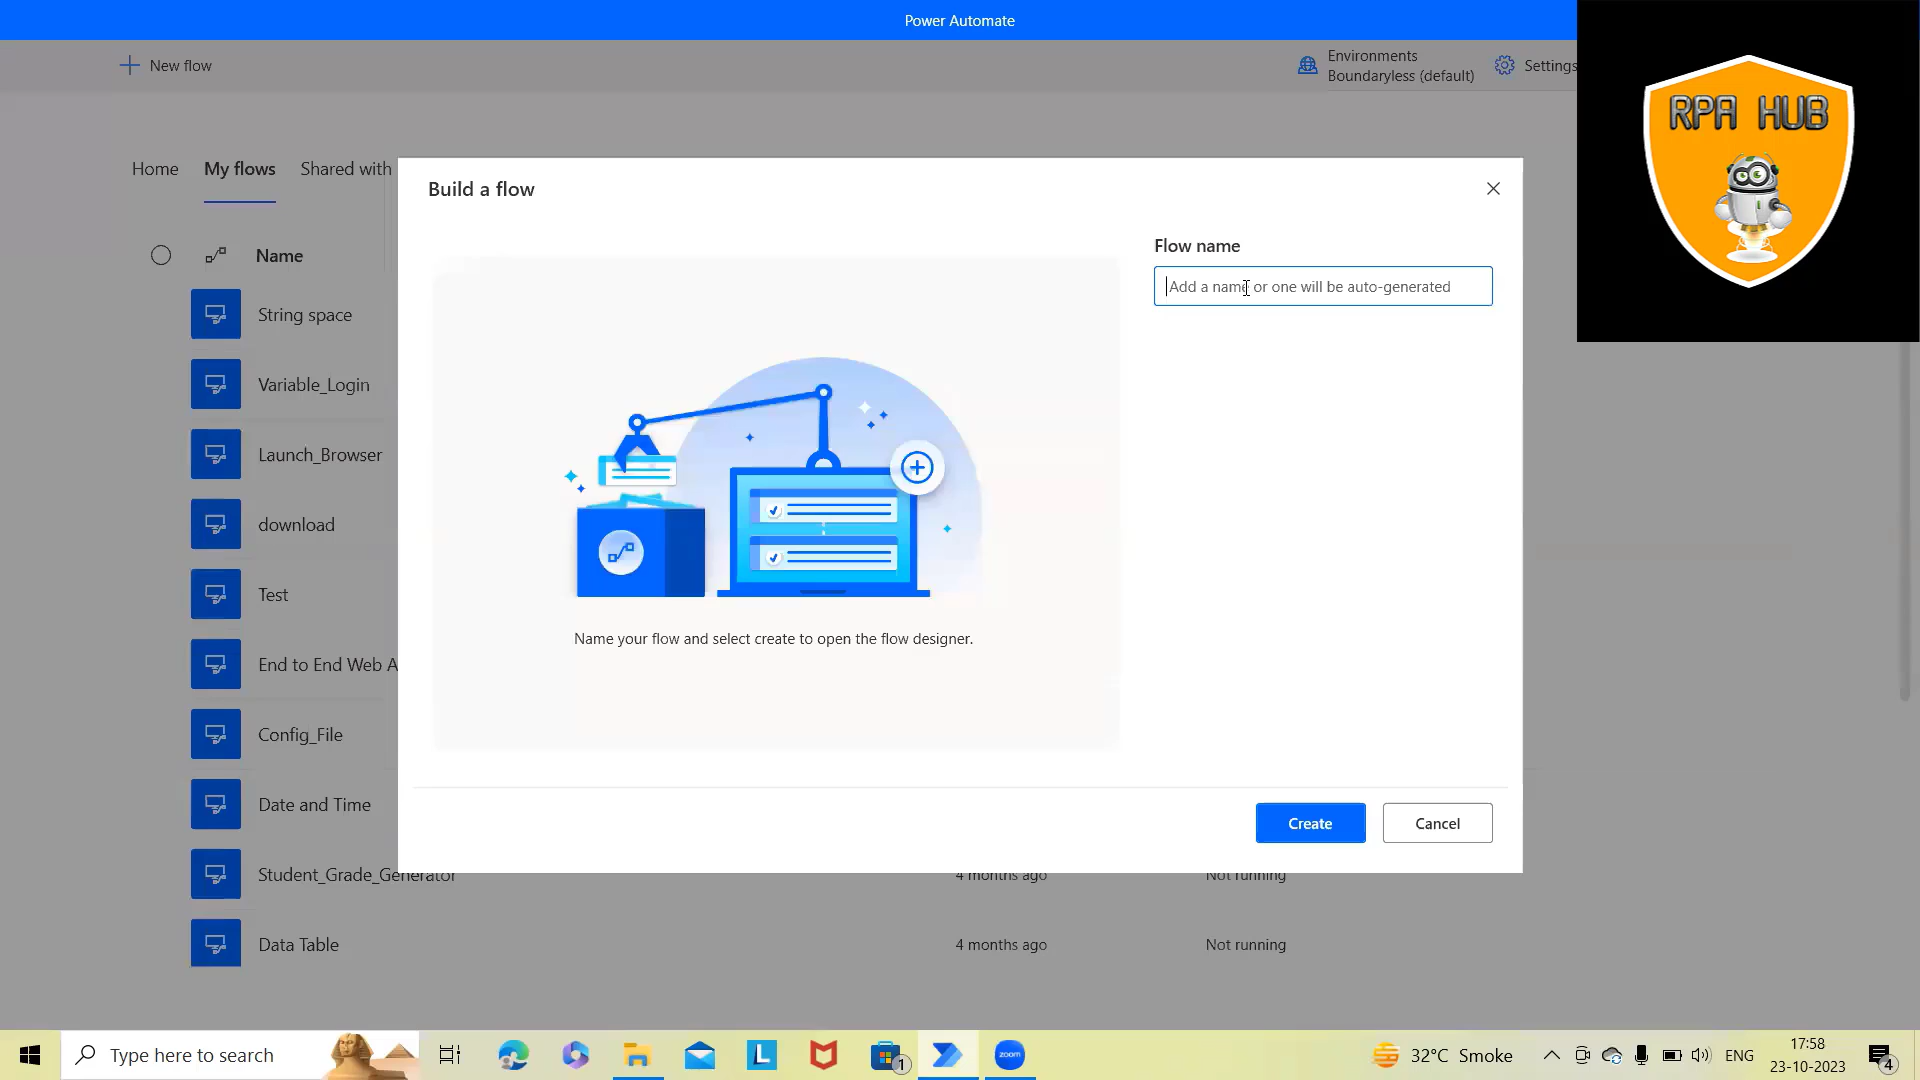 Power Automate
New flow
Environments
Boundaryless (default)
Settings
RPA HUB
Home
My flows
Shared with
Build a flow
Flow name
Add a name or one will be auto-generated
Name
String space
Variable_Login
Launch_Browser
download
Test
End to End Web A
Config_File
Date and Time
Student_Grade_Generator
4 months ago
Not running
Data Table
4 months ago
Not running
Name your flow and select create to open the flow designer.
Create
Cancel
Type here to search
L
1
zoom
32°C Smoke
ENG
17:58
23-10-2023
4